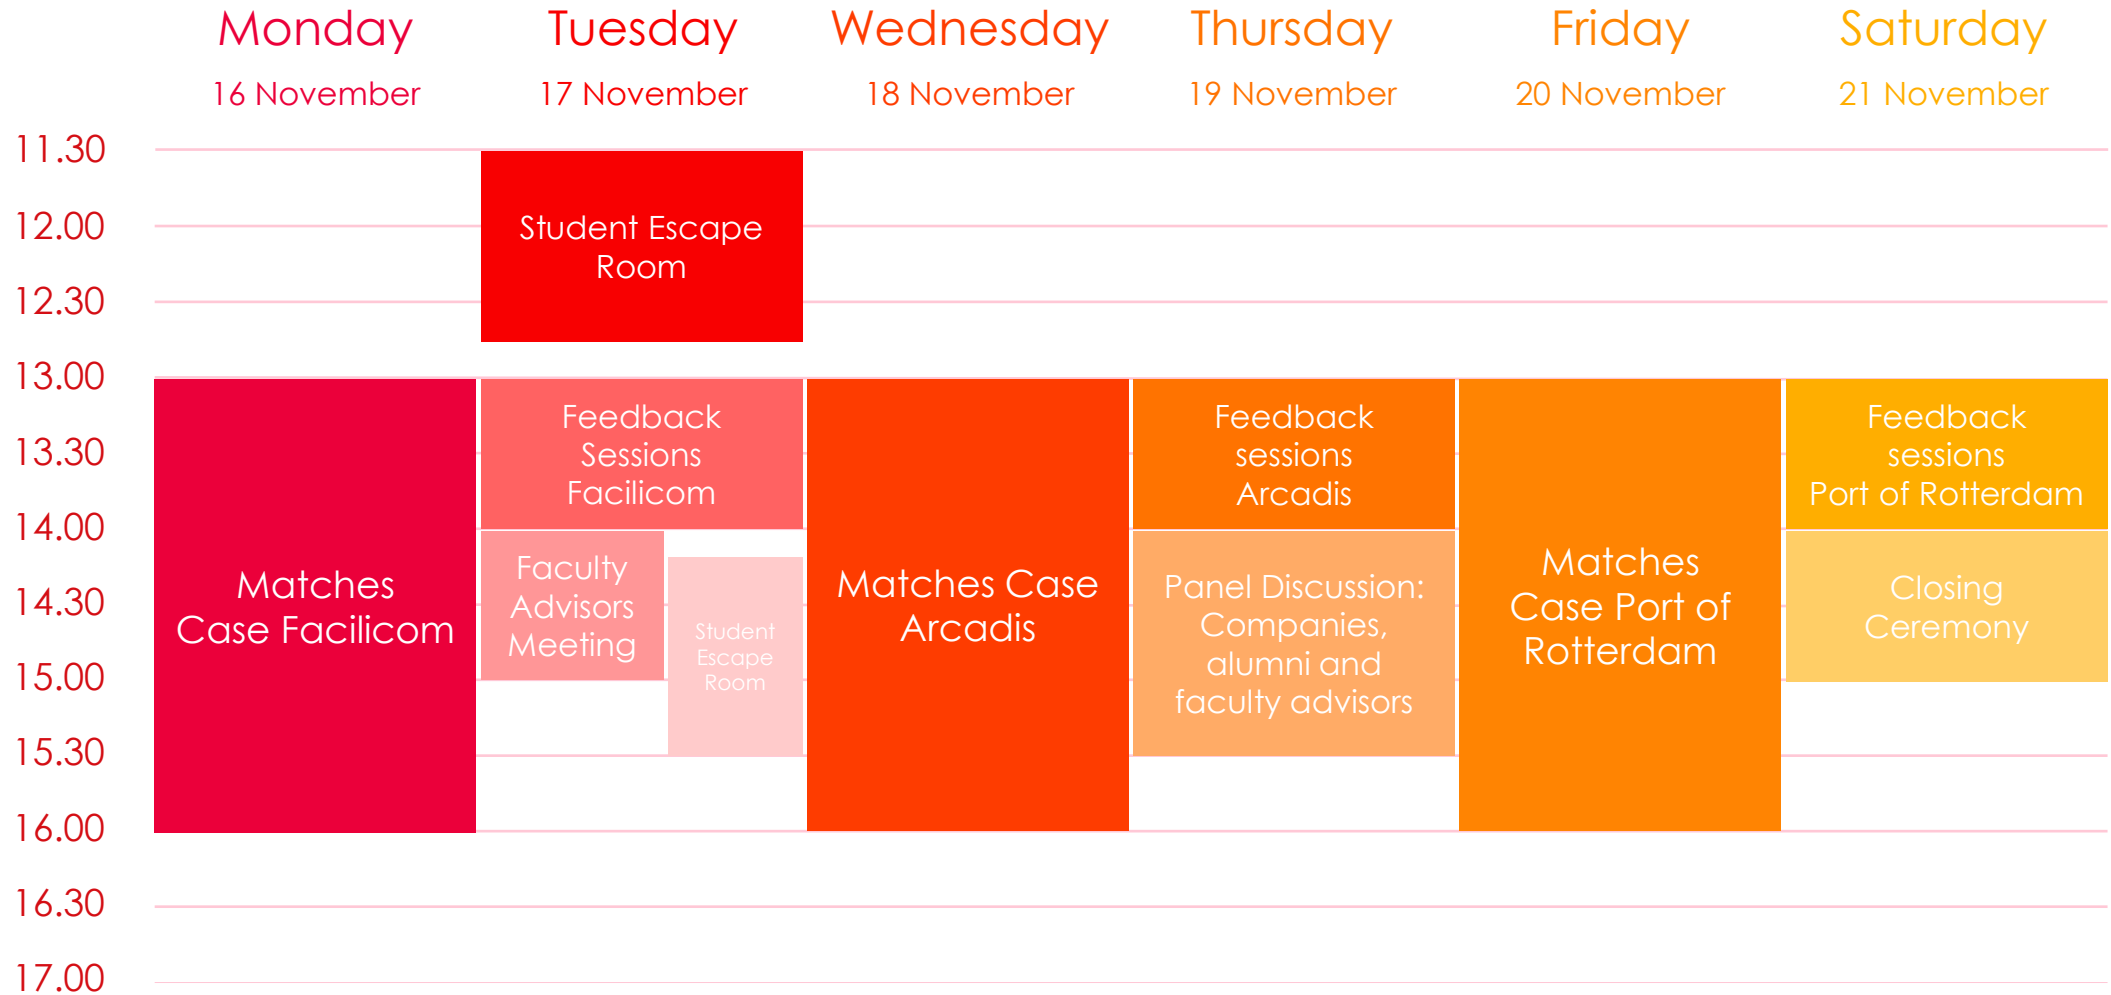 Monday
Tuesday
Wednesday
Thursday
Friday
Saturday
16 November
17 November
18 November
19 November
20 November
21 November
11.30
12.00
12.30
13.00
13.30
14.00
14.30
15.00
15.30
16.00
16.30
17.00
Matches
Case Facilicom
Student Escape
Room
Feedback
Sessions
Facilicom
Faculty
Advisors
Meeting
Student
Escape
Room
Matches Case
Arcadis
Feedback
sessions
Arcadis
Panel Discussion:
Companies,
alumni and
faculty advisors
Matches
Case Port of
Rotterdam
Feedback
sessions
Port of Rotterdam
Closing
Ceremony